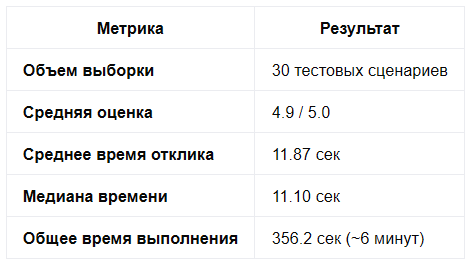 Метрика Результат
Объем выборки 30 тестовых сценариев
Средняя оценка 4.9 / 5.0
Среднее время отклика 11.87 сек
Медиана времени 11.10 сек
Общее время выполнения 356.2 сек (~6 минут)